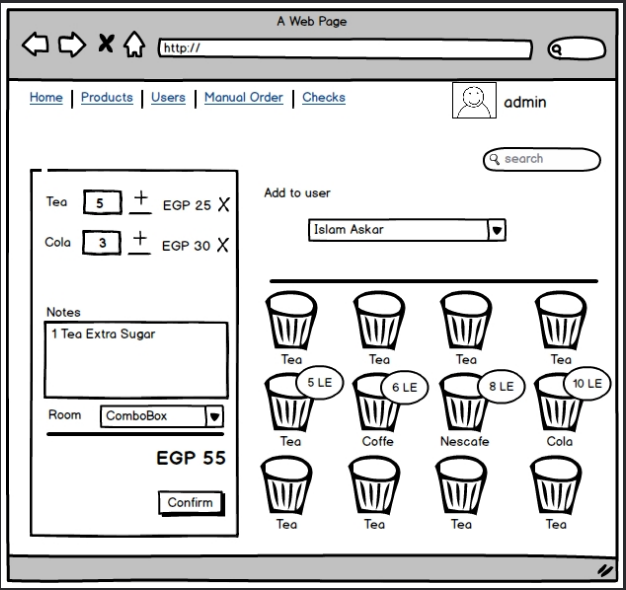 A Web Page
http://
Home | Products | Users | Manual Order | Checks
admin
search
Tea 5 + EGP 25 X
Cola 3 + EGP 30 X
Notes
1 Tea Extra Sugar
Room ComboBox
EGP 55
Confirm
Add to user
Islam Askar
Tea Tea Tea Tea
5 LE 6 LE 8 LE 10 LE
Tea Coffe Nescafe Cola
Tea Tea Tea Tea